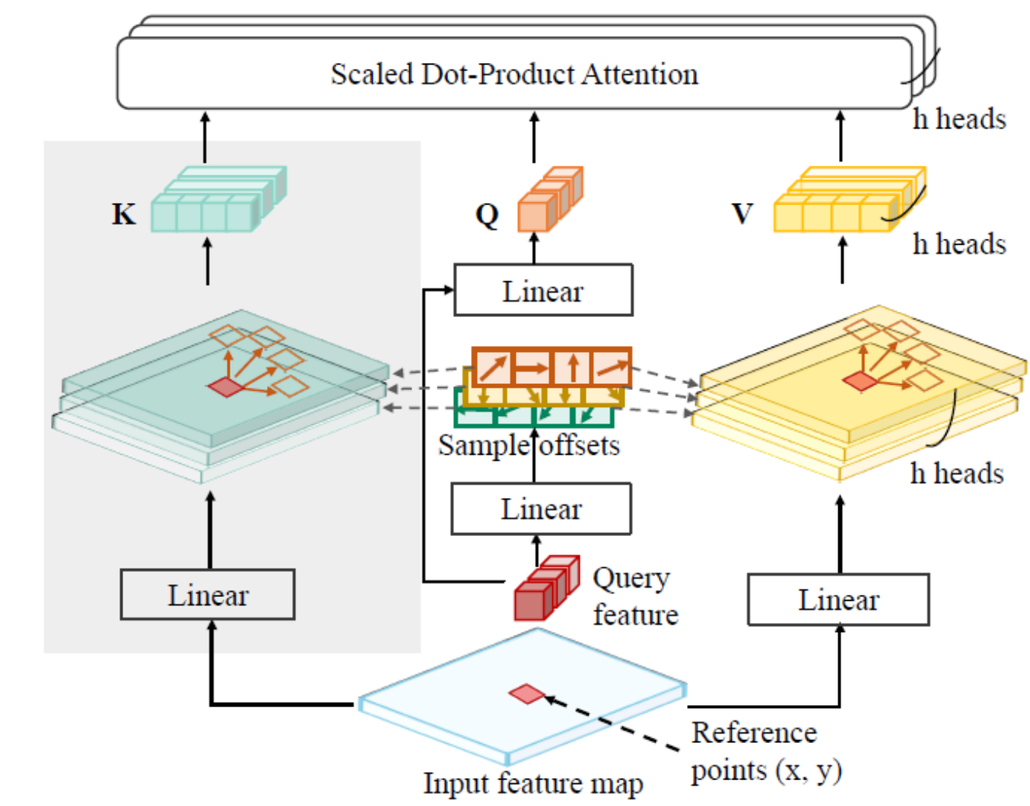 Scaled Dot-Product Attention
h heads
K
Q
V
h heads
Linear
Sample offsets
h heads
Linear
Linear
Query
feature
Linear
Reference
points (x, y)
Input feature map